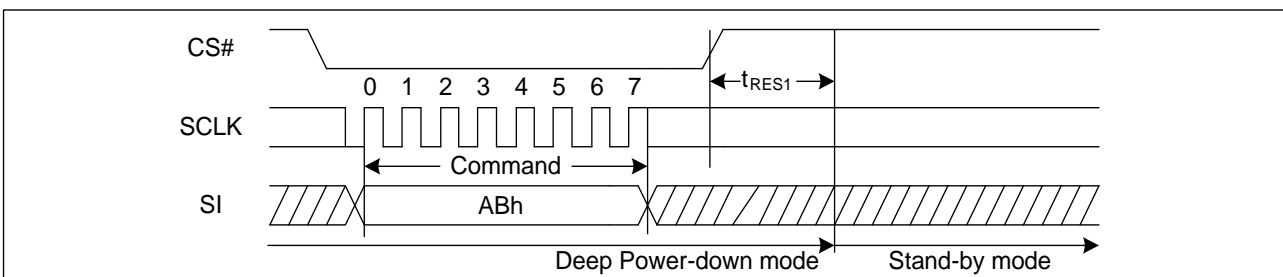 CS#
tRES1
0 1 2 3 4 5 6 7
SCLK
Command
SI
ABh
Deep Power-down mode Stand-by mode